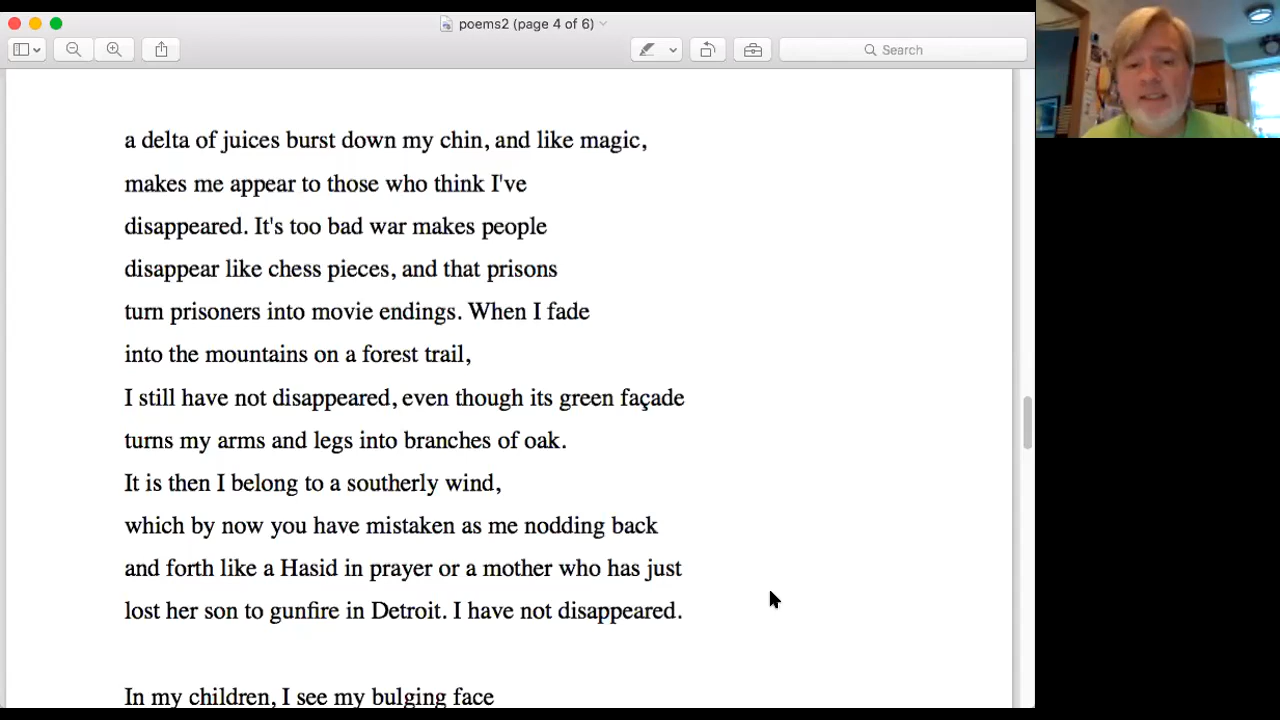 poems2 (page 4 of 6)
Search
a delta of juices burst down my chin, and like magic,
makes me appear to those who think I've
disappeared. It's too bad war makes people
disappear like chess pieces, and that prisons
turn prisoners into movie endings. When I fade
into the mountains on a forest trail,
I still have not disappeared, even though its green façade
turns my arms and legs into branches of oak.
It is then I belong to a southerly wind,
which by now you have mistaken as me nodding back
and forth like a Hasid in prayer or a mother who has just
lost her son to gunfire in Detroit. I have not disappeared.
In my children, I see my bulging face